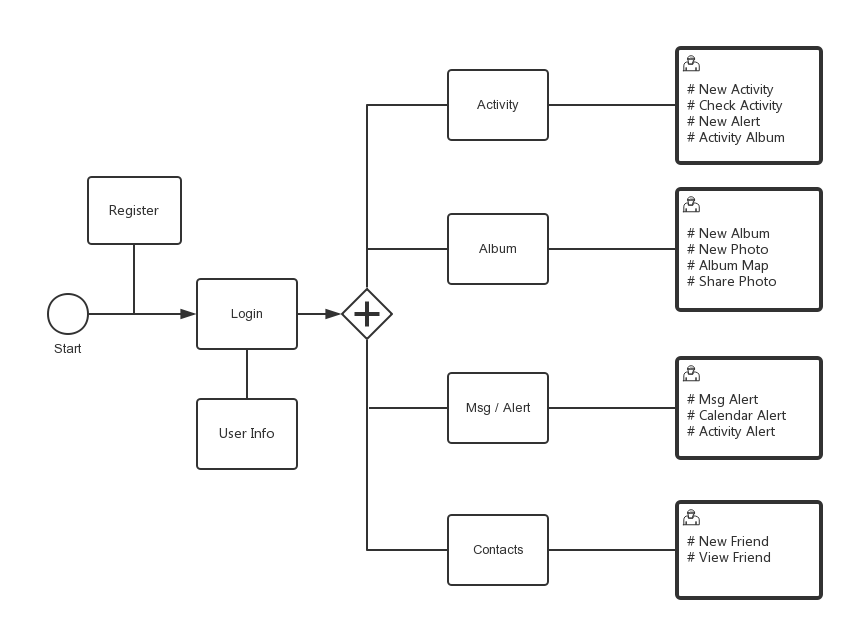 Register
Start
Login
User Info
Activity
# New Activity
# Check Activity
# New Alert
# Activity Album
Album
# New Album
# New Photo
# Album Map
# Share Photo
Msg / Alert
# Msg Alert
# Calendar Alert
# Activity Alert
Contacts
# New Friend
# View Friend